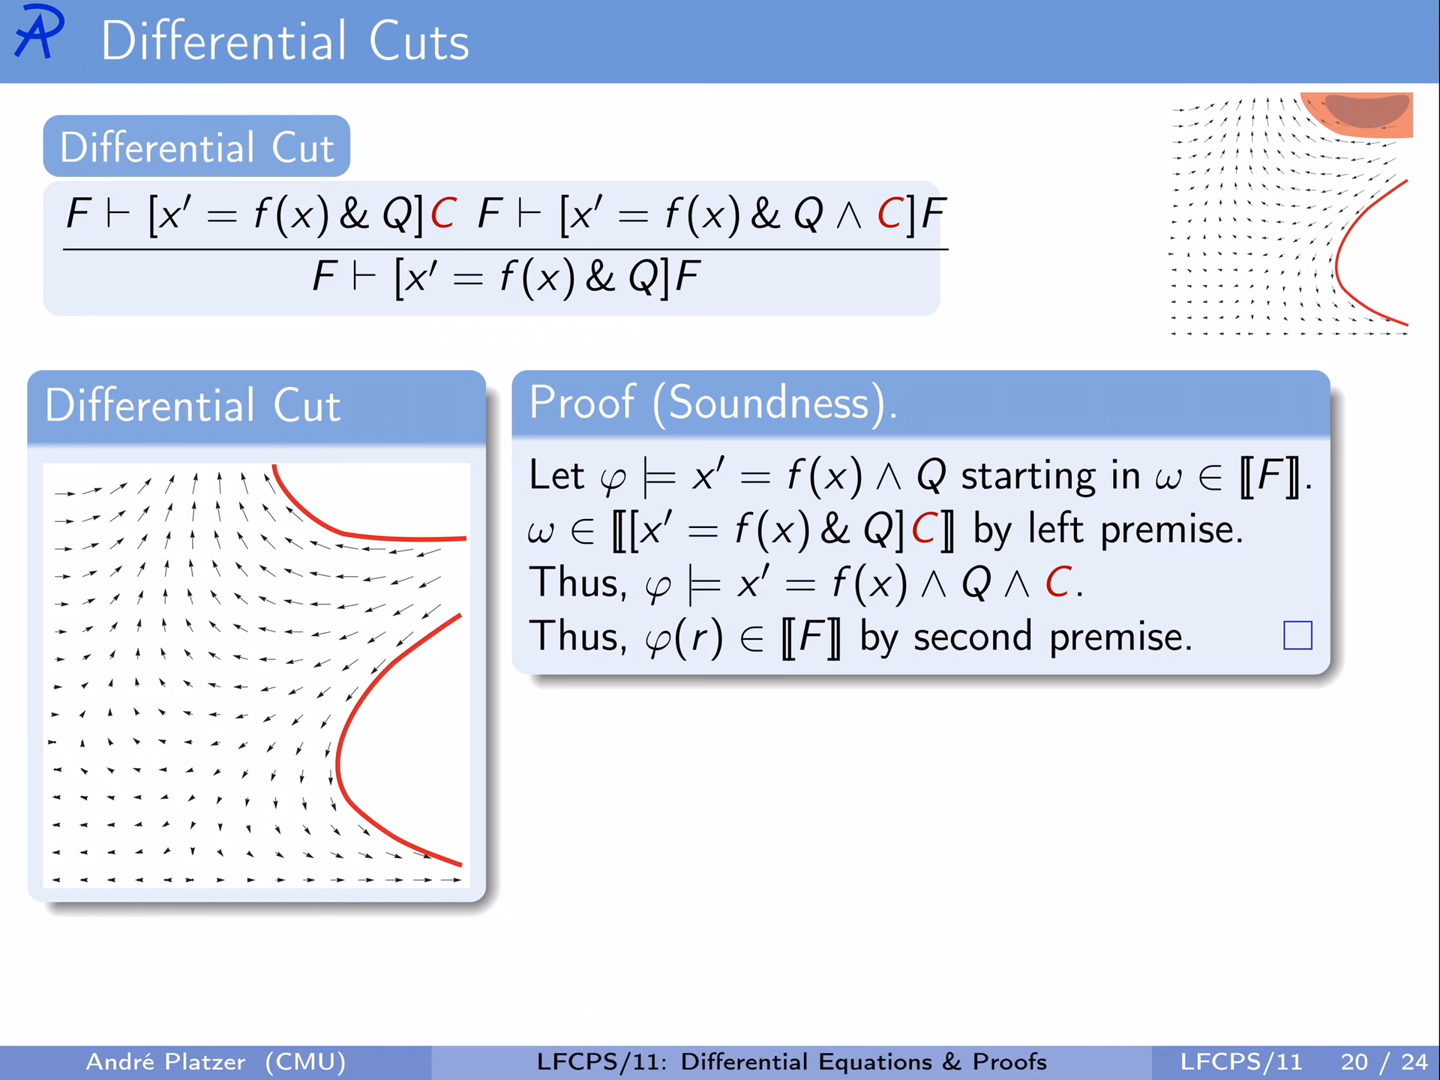 Differential Cuts
Differential Cut
F ⊢ [x′ = f(x) & Q]C F ⊢ [x′ = f(x) & Q ∧ C]F
F ⊢ [x′ = f(x) & Q]F
Differential Cut
Proof (Soundness).
Let φ ⊨ x′ = f(x) ∧ Q starting in ω ∈ ⟦F⟧.
ω ∈ ⟦[x′ = f(x) & Q]C⟧ by left premise.
Thus, φ ⊨ x′ = f(x) ∧ Q ∧ C.
Thus, φ(r) ∈ ⟦F⟧ by second premise. □
André Platzer (CMU)
LFCPS/11: Differential Equations & Proofs
LFCPS/11 20 / 24